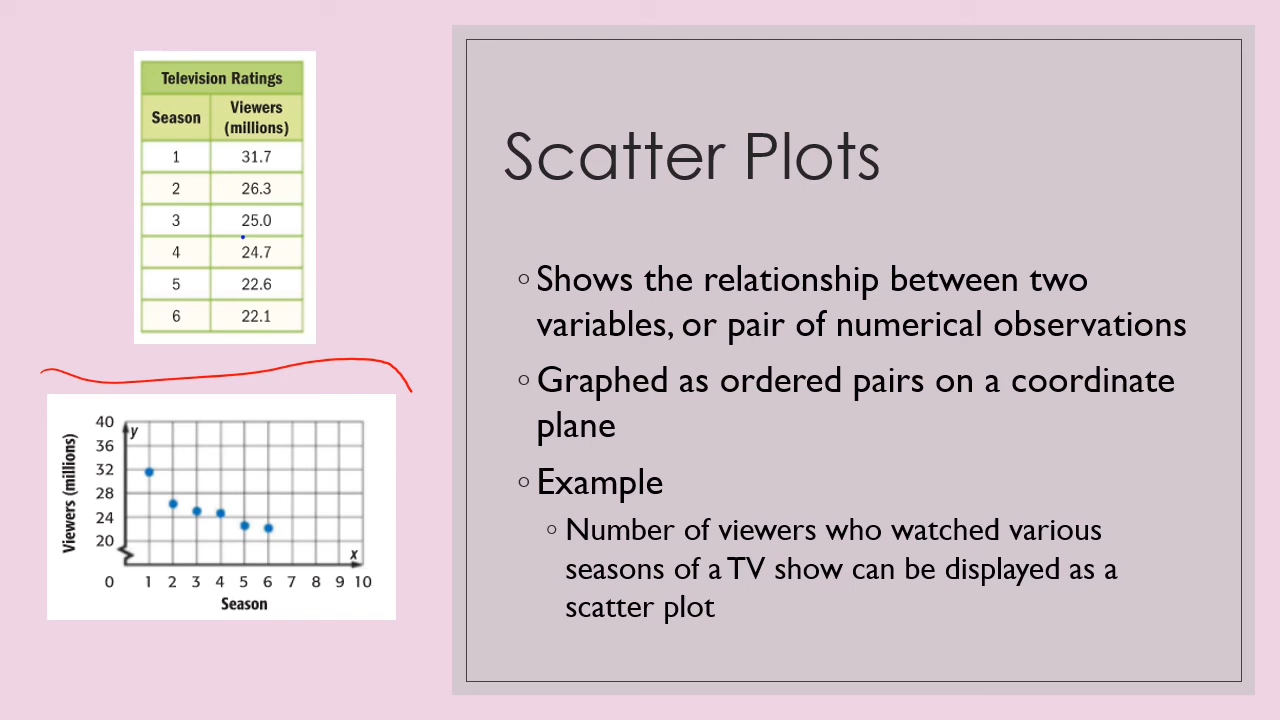 Television Ratings
Season Viewers (millions)
1 31.7
2 26.3
3 25.0
4 24.7
5 22.6
6 22.1
Viewers (millions)
40
36
32
28
24
20
y
x
0 1 2 3 4 5 6 7 8 9 10
Season
Scatter Plots
Shows the relationship between two
variables, or pair of numerical observations
Graphed as ordered pairs on a coordinate
plane
Example
Number of viewers who watched various
seasons of a TV show can be displayed as a
scatter plot